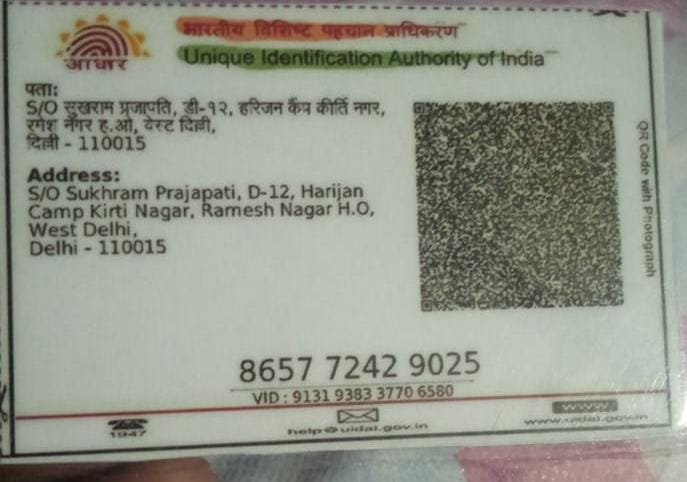 भारतीय विशिष्ट पहचान प्राधिकरण
Unique Identification Authority of India
आधार
पता:
S/O सुखराम प्रजापति, डी-१२, हरिजन कैंप कीर्ति नगर,
रमेश नगर ह.ओ, वेस्ट दिल्ली,
दिल्ली - 110015
Address:
S/O Sukhram Prajapati, D-12, Harijan
Camp Kirti Nagar, Ramesh Nagar H.O,
West Delhi,
Delhi - 110015
QR Code with Photograph
8657 7242 9025
VID : 9131 9383 3770 6580
1947
help@uidai.gov.in
www
www.uidai.gov.in